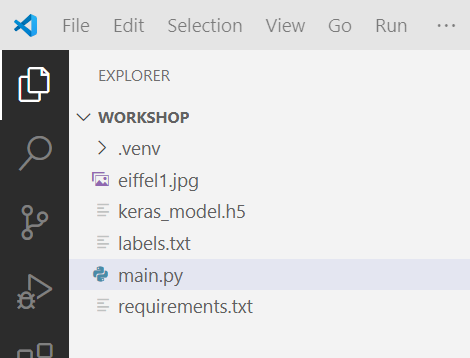 File Edit Selection View Go Run ···
EXPLORER
WORKSHOP
.venv
eiffel1.jpg
keras_model.h5
labels.txt
main.py
requirements.txt